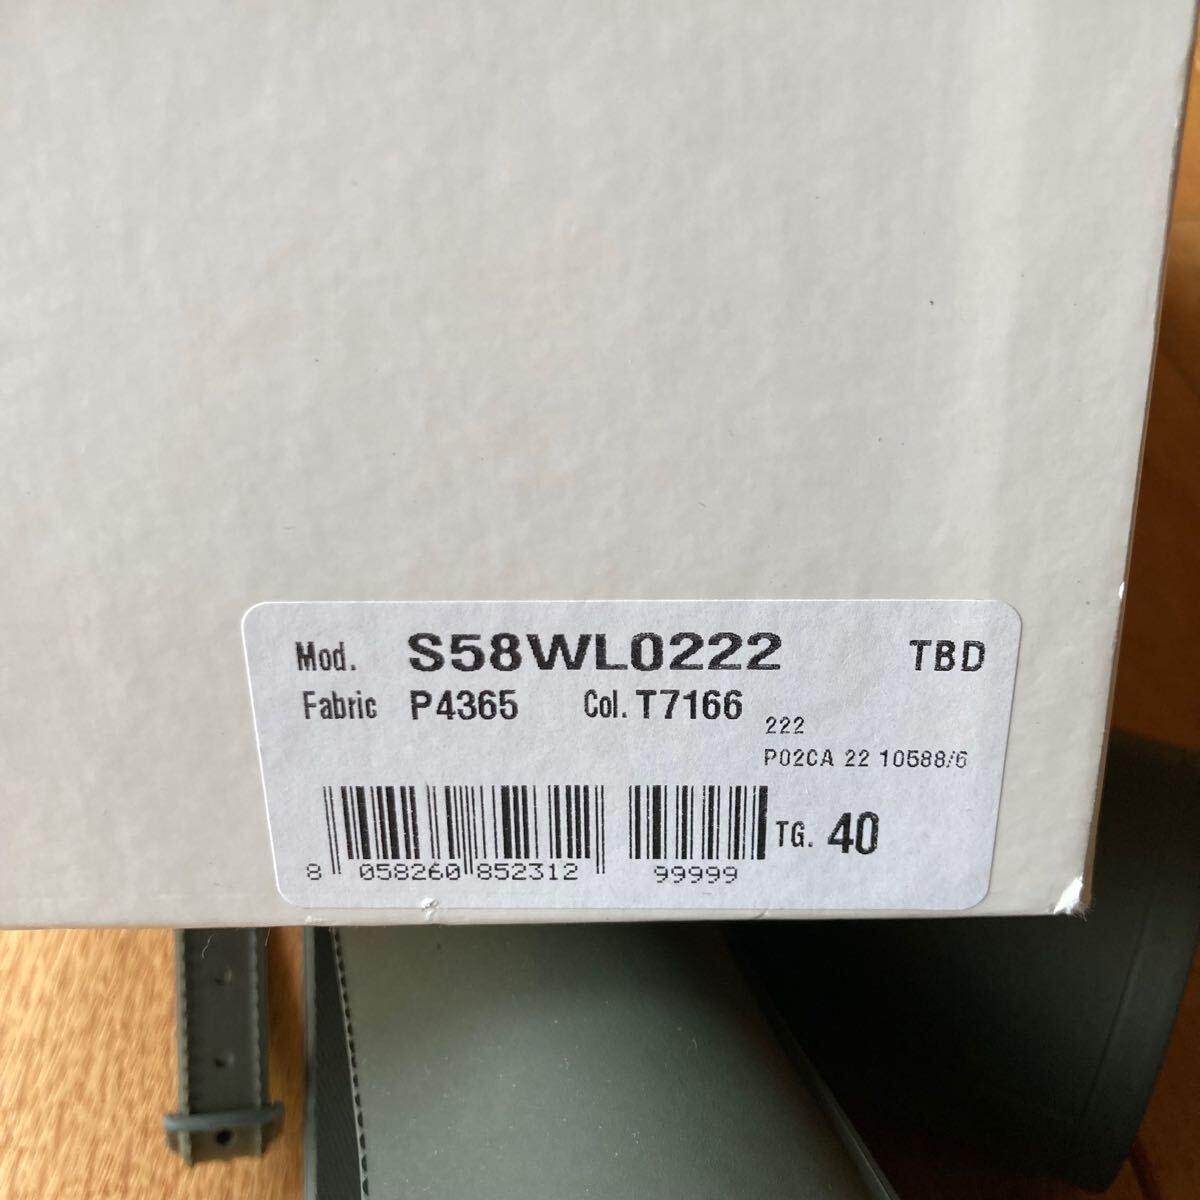 Mod. S58WL0222 TBD
Fabric P4365 Col. T7166
222
P02CA 22 10588/6
TG. 40
8 058260 852312 99999